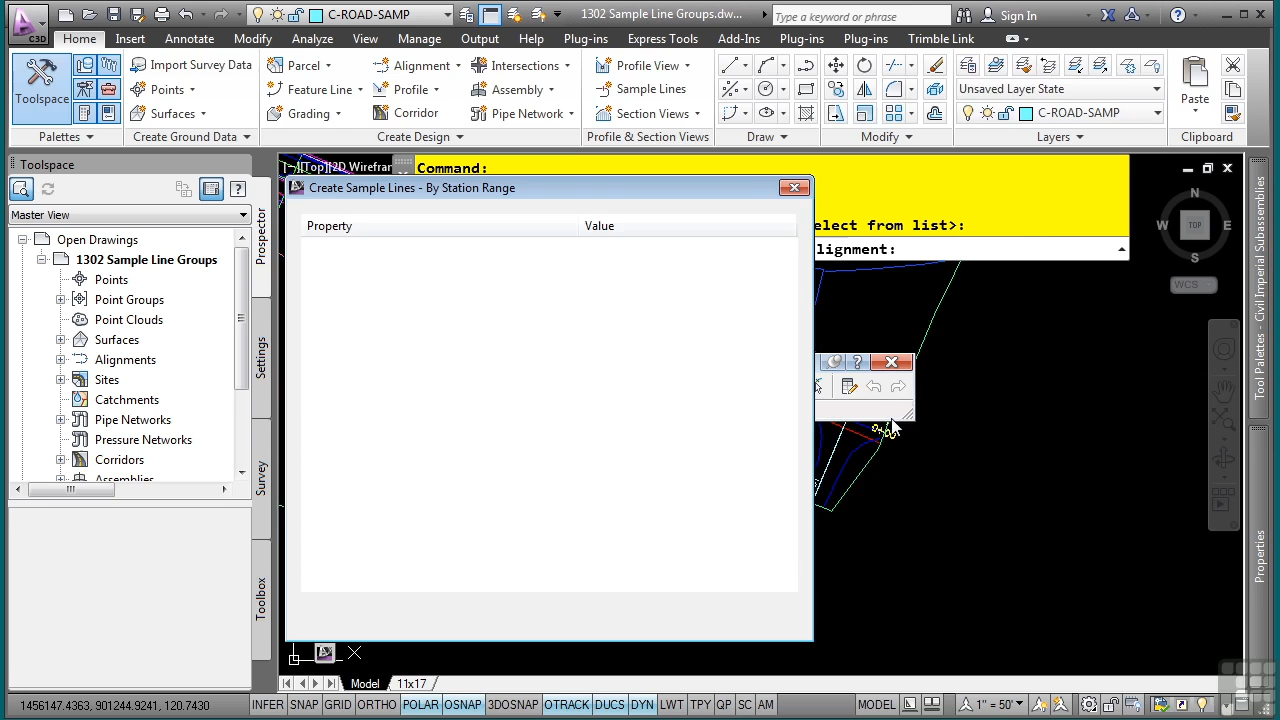 C3D
C-ROAD-SAMP
1302 Sample Line Groups.dw...
Type a keyword or phrase
Sign In
Home Insert Annotate Modify Analyze View Manage Output Help Plug-ins Express Tools Add-Ins Plug-ins Plug-ins Trimble Link
Import Survey Data Parcel Alignment Intersections Profile View
Unsaved Layer State
Toolspace Points Feature Line Profile Assembly Sample Lines
Paste
Surfaces Grading Corridor Pipe Network Section Views
C-ROAD-SAMP
Palettes Create Ground Data Create Design Profile & Section Views Draw Modify Layers Clipboard
Toolspace
[−][Top][2D Wirefram
Command:
Create Sample Lines - By Station Range
Master View
Property Value
elect from list>:
lignment:
N
W TOP E
S
WCS
Open Drawings
1302 Sample Line Groups
Points
Point Groups
Point Clouds
Surfaces
Alignments
Sites
Catchments
Pipe Networks
Pressure Networks
Corridors
Assemblies
Prospector
Settings
Survey
Toolbox
Tool Palettes - Civil Imperial Subassemblies
Properties
Model 11x17
1456147.4363, 901244.9241, 120.7430 INFER SNAP GRID ORTHO POLAR OSNAP 3DOSNAP OTRACK DUCS DYN LWT TPY QP SC AM MODEL 1" = 50'